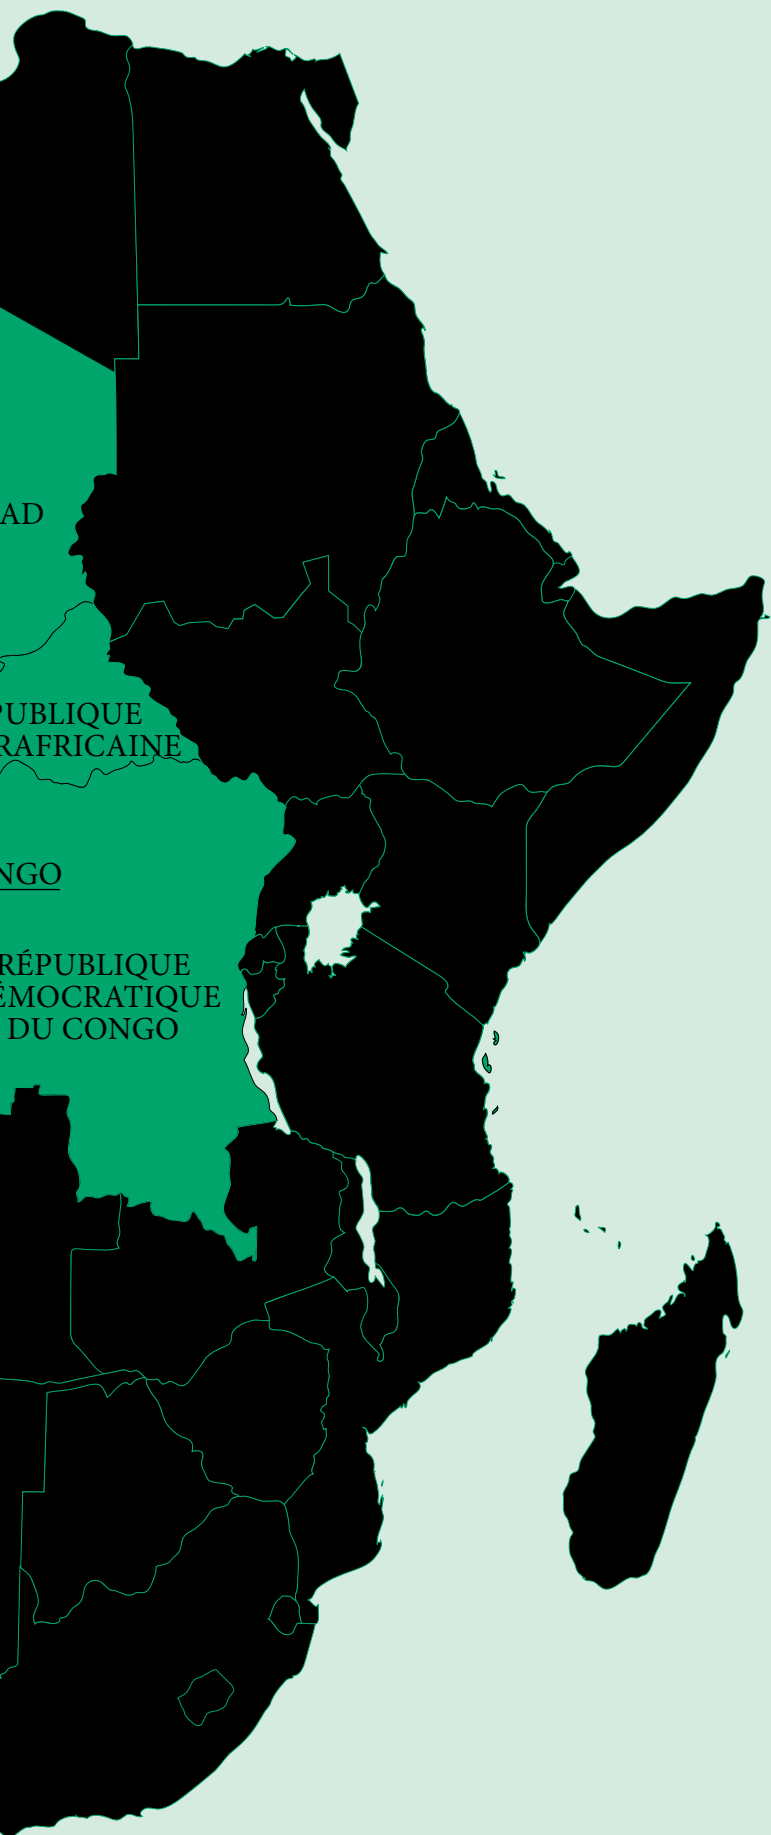 AD
PUBLIQUE
RAFRICAINE
NGO
RÉPUBLIQUE
ÉMOCRATIQUE
DU CONGO